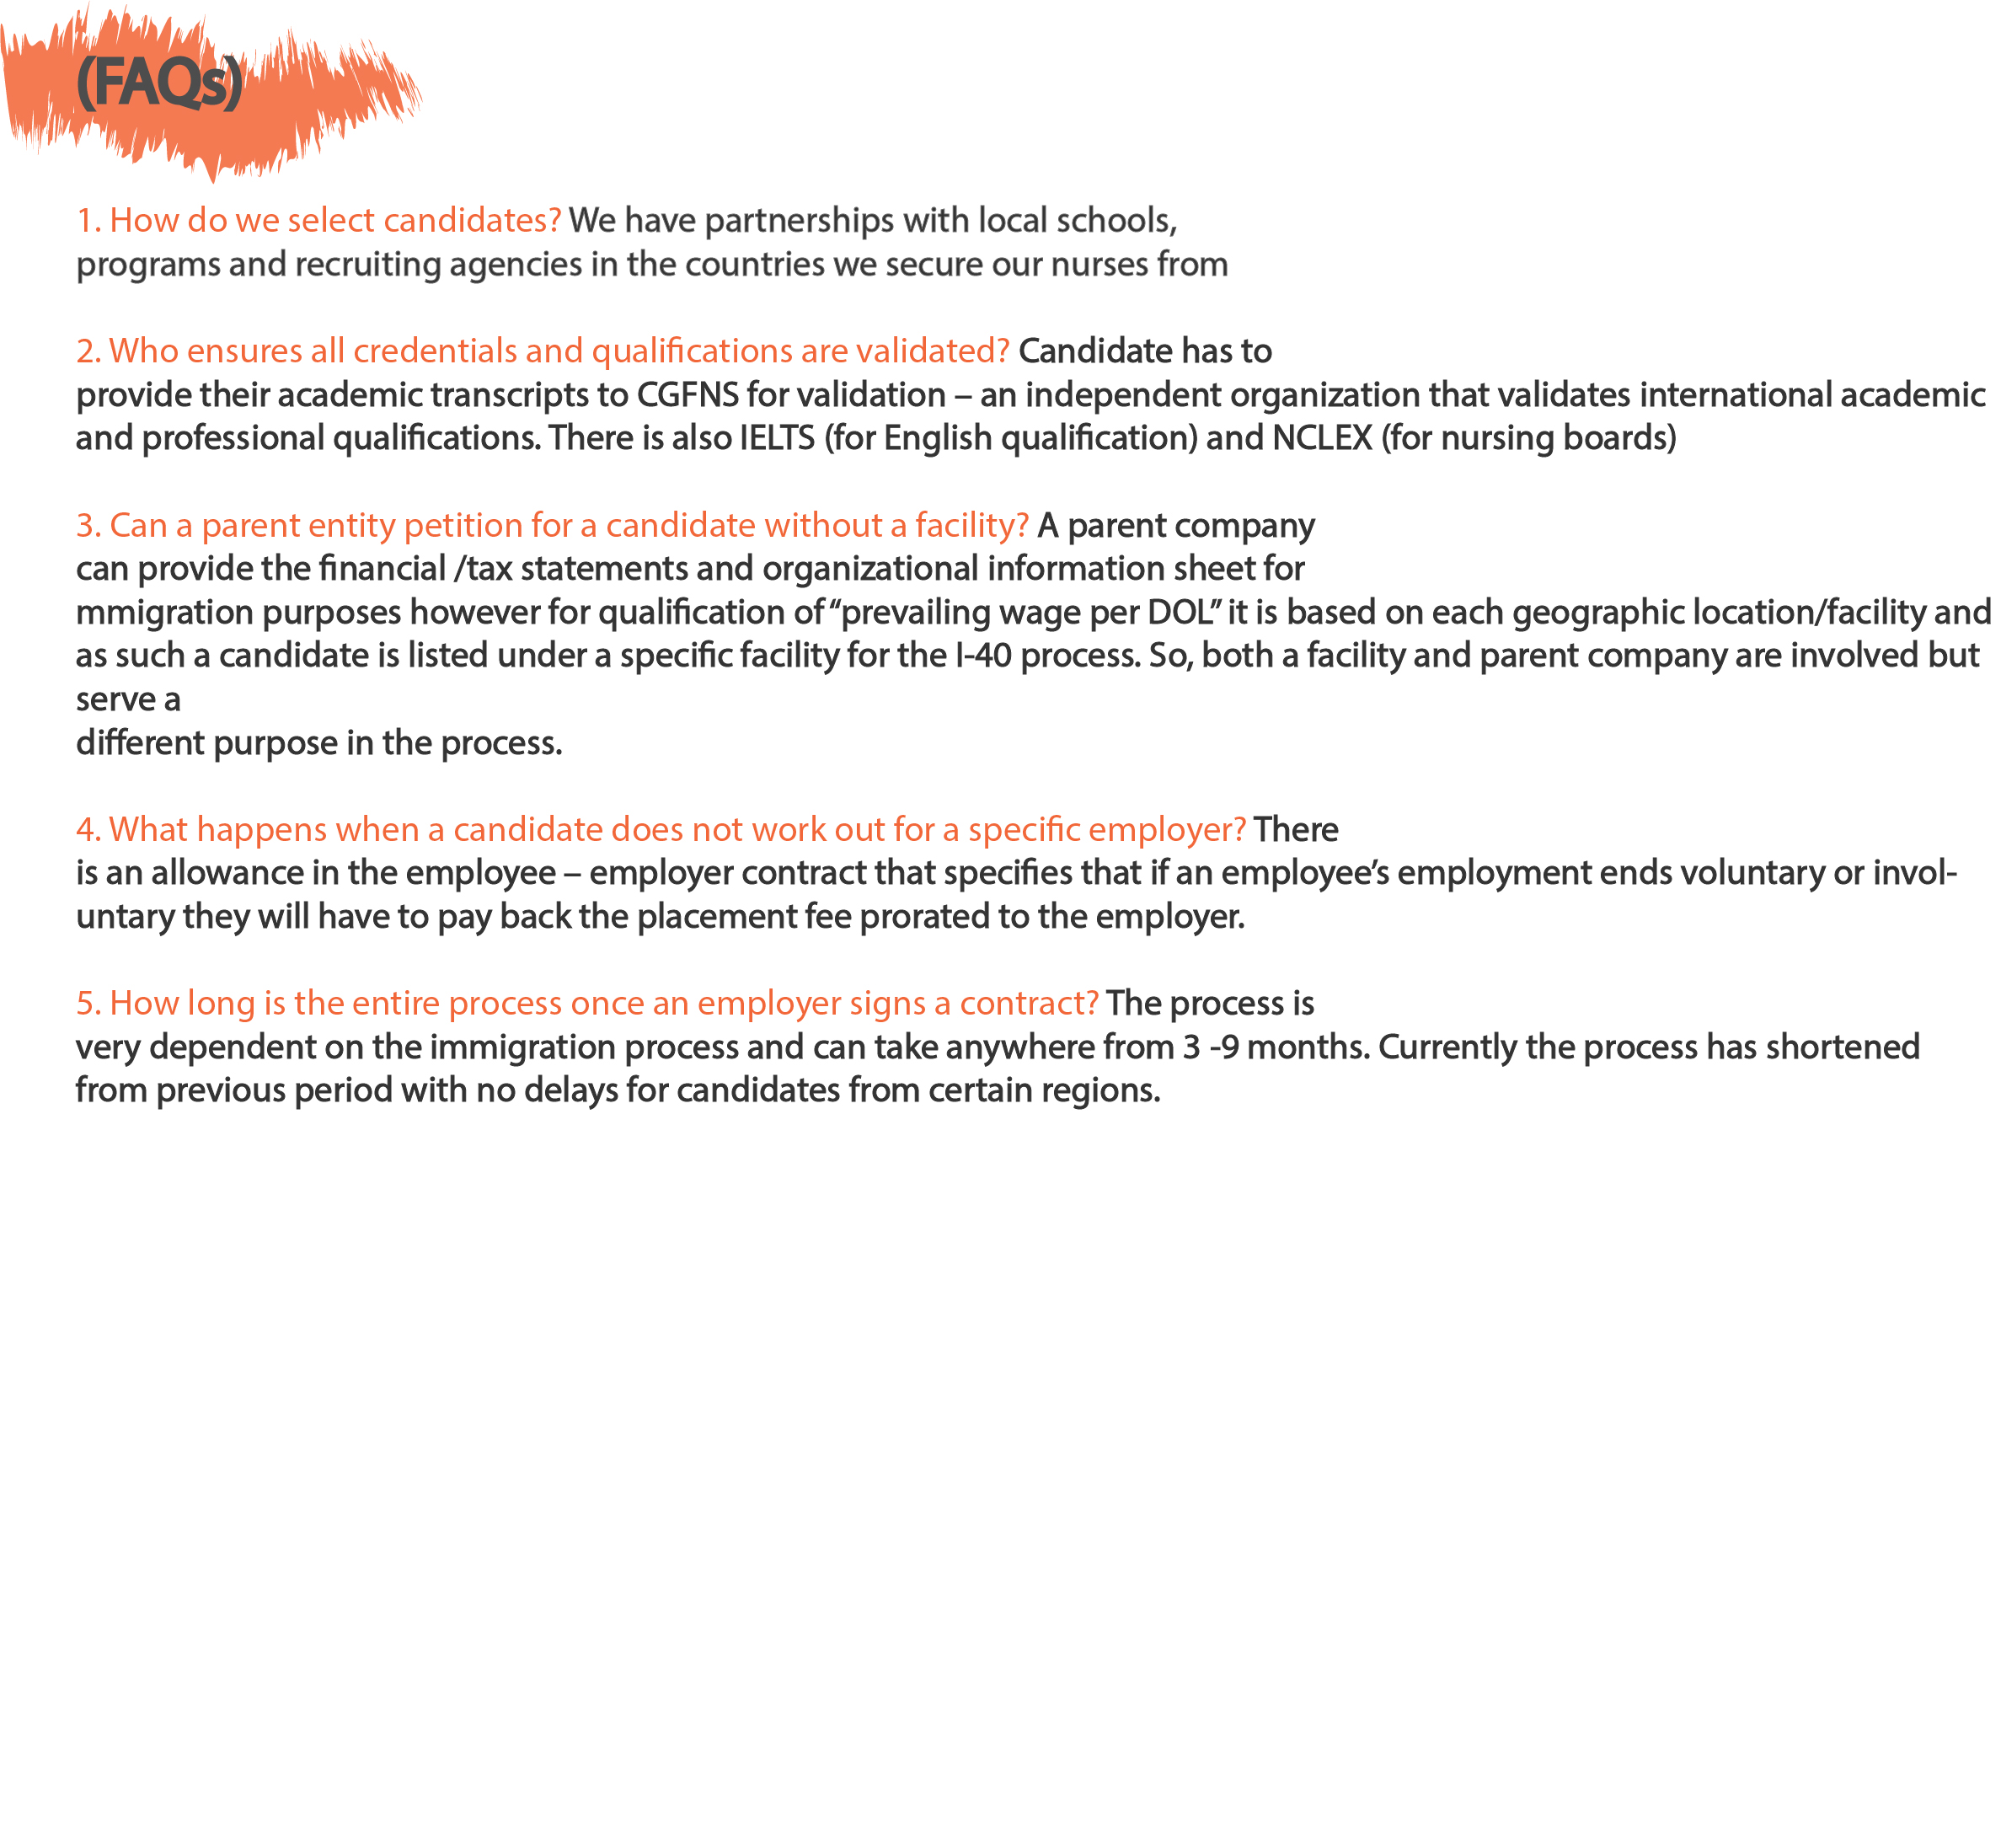 (FAQs)
1. How do we select candidates? We have partnerships with local schools,
programs and recruiting agencies in the countries we secure our nurses from
2. Who ensures all credentials and qualifications are validated? Candidate has to
provide their academic transcripts to CGFNS for validation – an independent organization that validates international academic
and professional qualifications. There is also IELTS (for English qualification) and NCLEX (for nursing boards)
3. Can a parent entity petition for a candidate without a facility? A parent company
can provide the financial /tax statements and organizational information sheet for
mmigration purposes however for qualification of “prevailing wage per DOL” it is based on each geographic location/facility and
as such a candidate is listed under a specific facility for the I-40 process. So, both a facility and parent company are involved but
serve a
different purpose in the process.
4. What happens when a candidate does not work out for a specific employer? There
is an allowance in the employee – employer contract that specifies that if an employee’s employment ends voluntary or invol-
untary they will have to pay back the placement fee prorated to the employer.
5. How long is the entire process once an employer signs a contract? The process is
very dependent on the immigration process and can take anywhere from 3 -9 months. Currently the process has shortened
from previous period with no delays for candidates from certain regions.